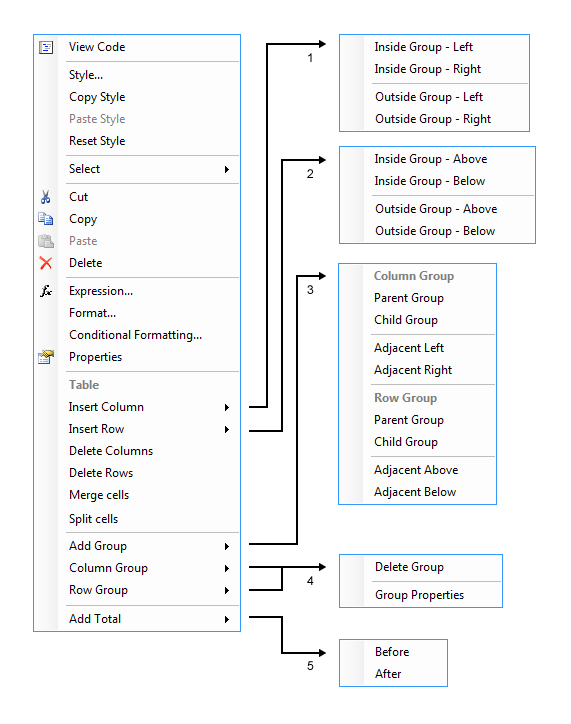 View Code
Style...
Copy Style
Paste Style
Reset Style
Select
Cut
Copy
Paste
Delete
fx Expression...
Format...
Conditional Formatting...
Properties
Table
Insert Column
Insert Row
Delete Columns
Delete Rows
Merge cells
Split cells
Add Group
Column Group
Row Group
Add Total
1
Inside Group - Left
Inside Group - Right
Outside Group - Left
Outside Group - Right
2
Inside Group - Above
Inside Group - Below
Outside Group - Above
Outside Group - Below
3
Column Group
Parent Group
Child Group
Adjacent Left
Adjacent Right
Row Group
Parent Group
Child Group
Adjacent Above
Adjacent Below
4
Delete Group
Group Properties
5
Before
After